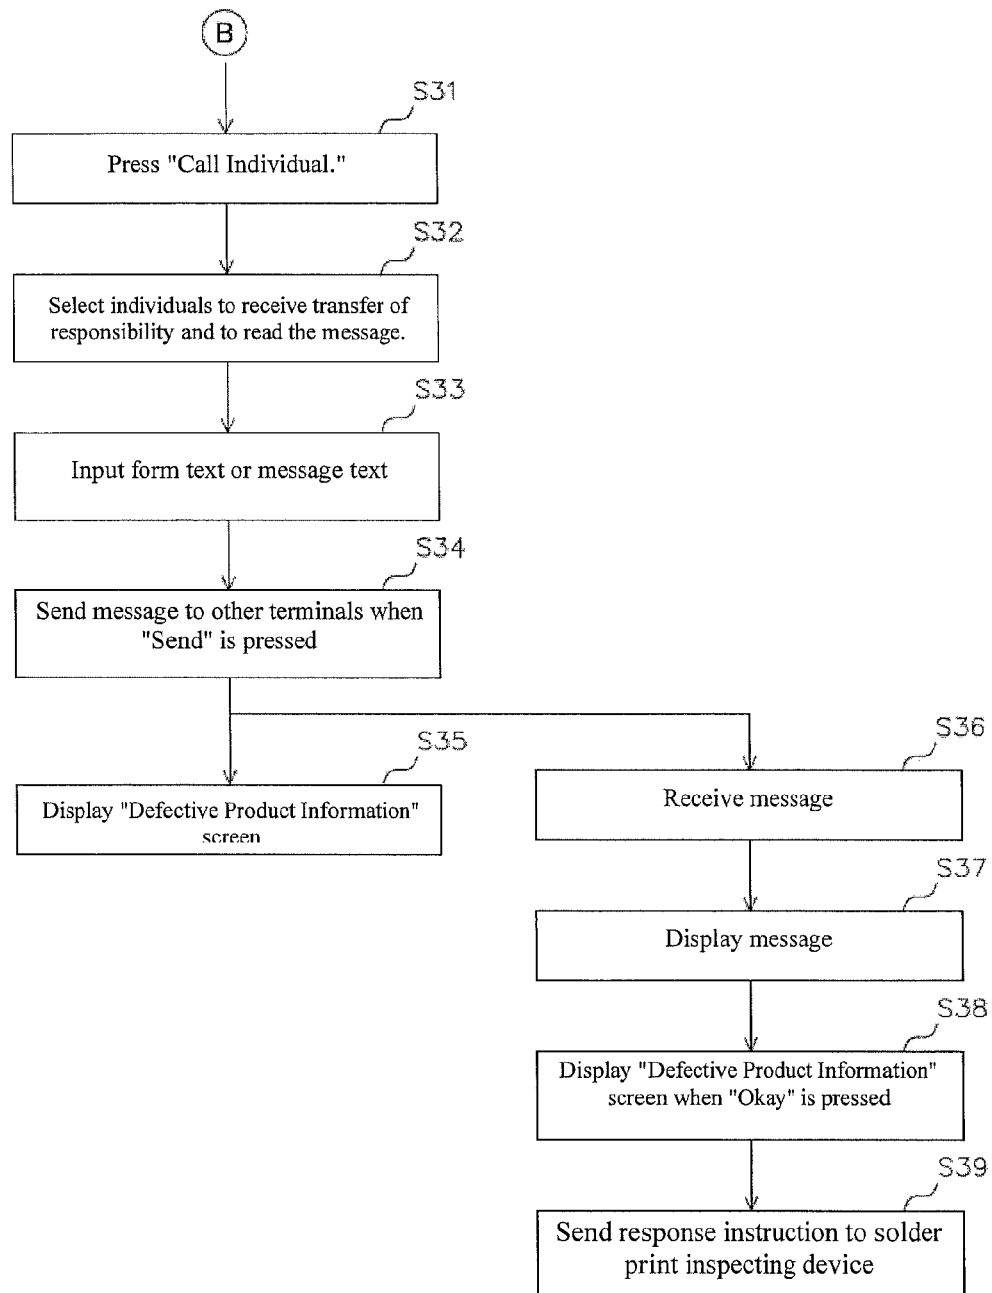 B
S31
Press "Call Individual."
S32
Select individuals to receive transfer of
responsibility and to read the message.
S33
Input form text or message text
S34
Send message to other terminals when
"Send" is pressed
S35
Display "Defective Product Information"
screen
S36
Receive message
S37
Display message
S38
Display "Defective Product Information"
screen when "Okay" is pressed
S39
Send response instruction to solder
print inspecting device